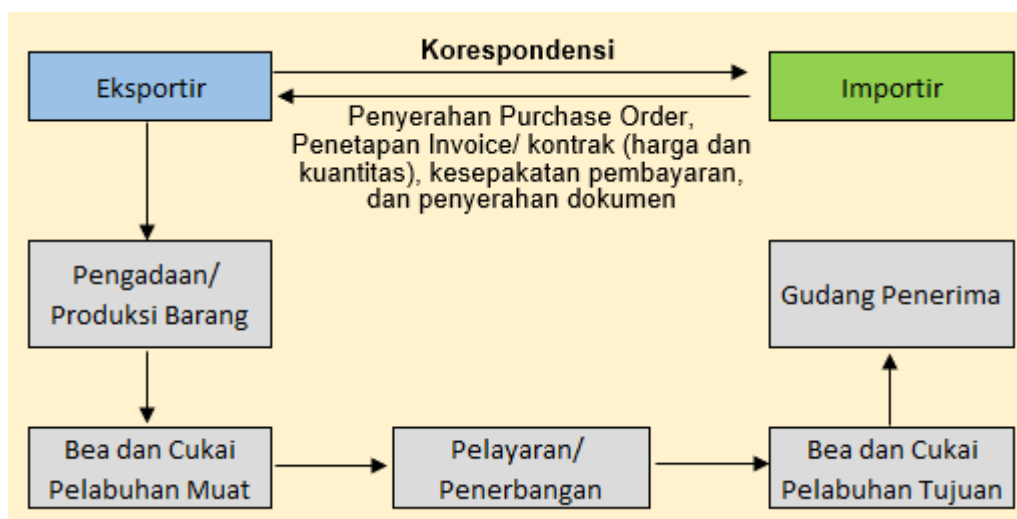 Korespondensi
Eksportir
Importir
Penyerahan Purchase Order,
Penetapan Invoice/ kontrak (harga dan
kuantitas), kesepakatan pembayaran,
dan penyerahan dokumen
Pengadaan/
Produksi Barang
Gudang Penerima
Bea dan Cukai
Pelabuhan Muat
Pelayaran/
Penerbangan
Bea dan Cukai
Pelabuhan Tujuan